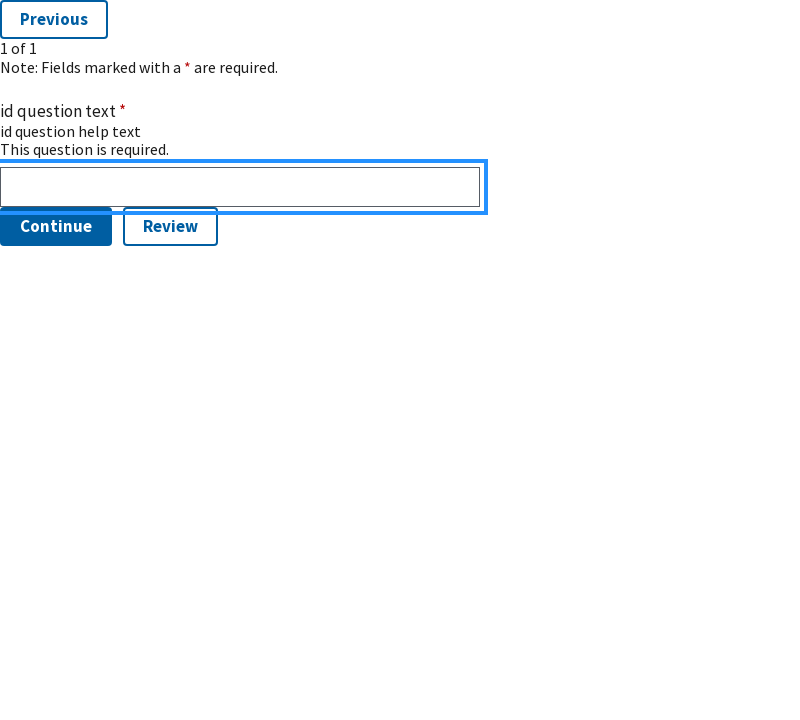 Previous
1 of 1
Note: Fields marked with a * are required.
id question text *
id question help text
This question is required.
Continue Review